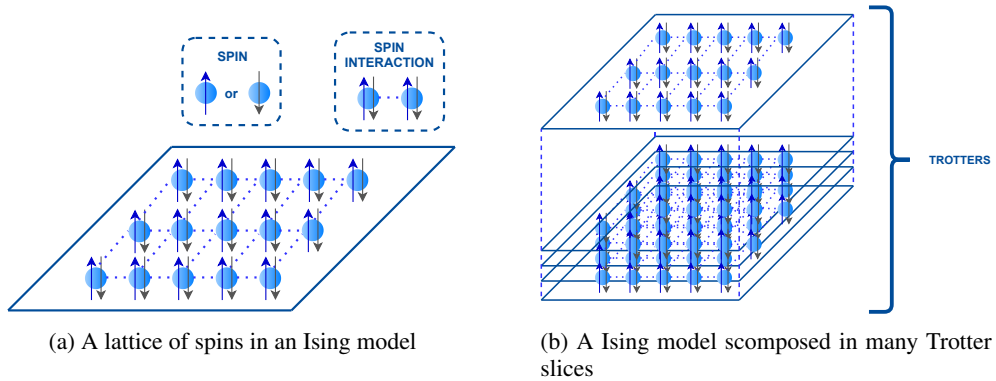 SPIN
or
SPIN
INTERACTION
TROTTERS
(a) A lattice of spins in an Ising model
(b) A Ising model scomposed in many Trotter
slices